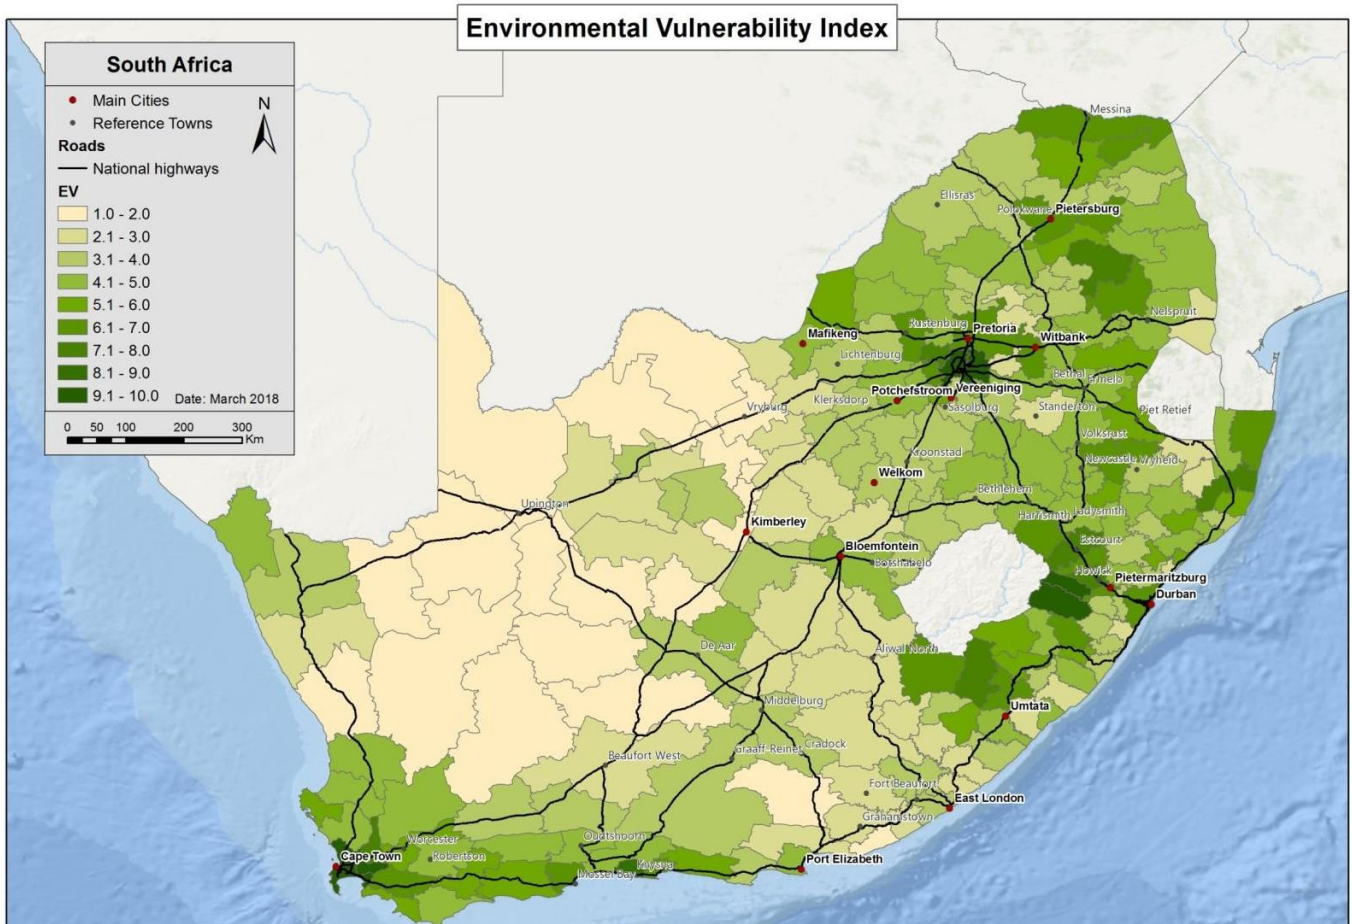 Environmental Vulnerability Index
South Africa
Main Cities
N
Reference Towns
Roads
National highways
EV
1.0 - 2.0
2.1 - 3.0
3.1 - 4.0
4.1 - 5.0
5.1 - 6.0
6.1 - 7.0
7.1 - 8.0
8.1 - 9.0
9.1 - 10.0
Date: March 2018
0 50 100 200 300
Km
Messina
Ellisras
Polokwane
Pietersburg
Nelspruit
Mafikeng
Rustenburg
Pretoria
Witbank
Lichtenburg
Bethal
Ermelo
Potchefstroom
Vereeniging
Klerksdorp
Sasolburg
Standerton
Piet Retief
Vryburg
Volksrust
Kroonstad
Newcastle
Vryheid
Welkom
Bethlehem
Upington
Harrismith
Ladysmith
Kimberley
Estcourt
Bloemfontein
Botshabelo
Howick
Pietermaritzburg
Durban
De Aar
Aliwal North
Middelburg
Umtata
Beaufort West
Graaff-Reinet
Cradock
Fort Beaufort
East London
Grahamstown
Oudtshoorn
Worcester
Cape Town
Robertson
Knysna
Port Elizabeth
Mossel Bay